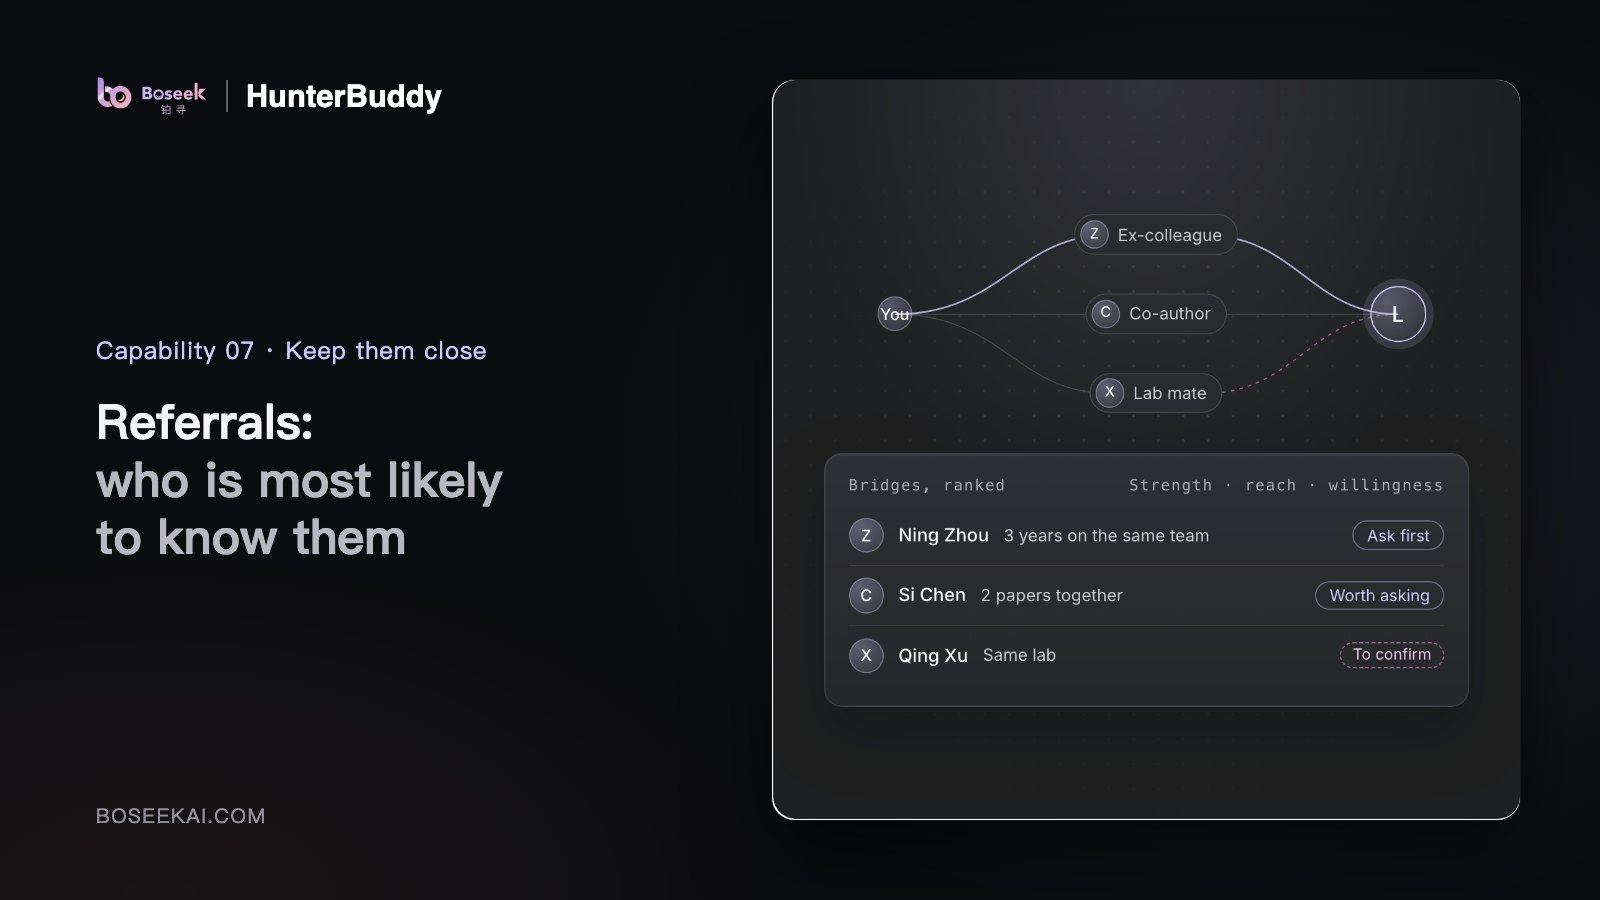 bo Boseek
铂寻
HunterBuddy
Capability 07 · Keep them close
Referrals:
who is most likely
to know them
BOSEEKAI.COM
Z Ex-colleague
You
C Co-author
L
X Lab mate
Bridges, ranked Strength · reach · willingness
Z Ning Zhou 3 years on the same team Ask first
C Si Chen 2 papers together Worth asking
X Qing Xu Same lab To confirm